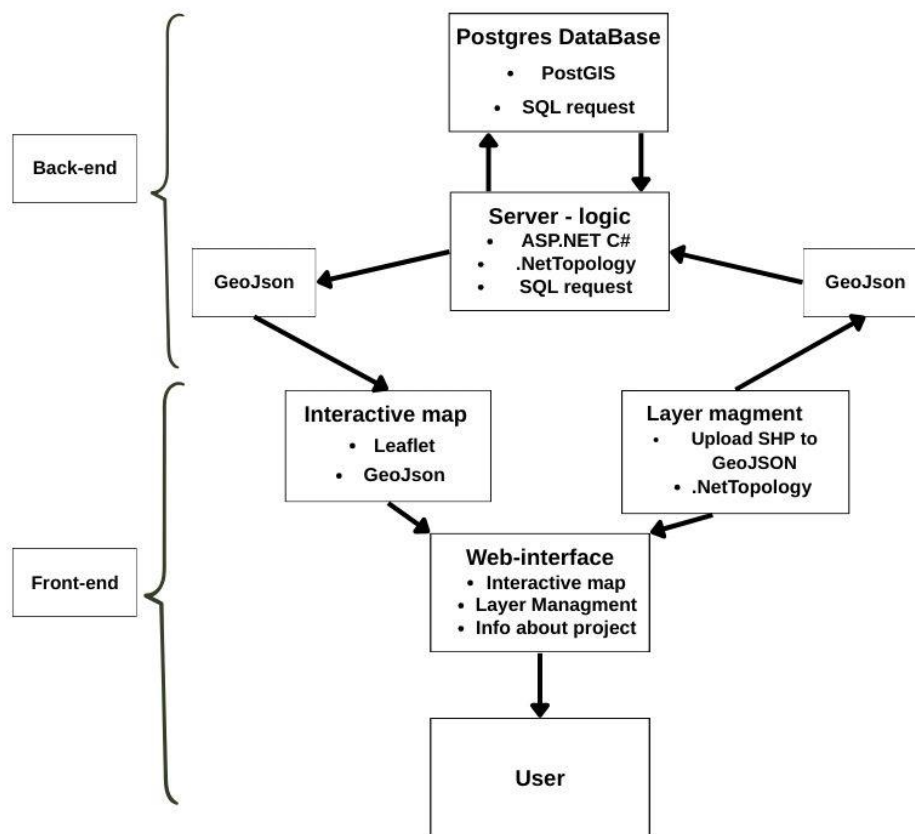 Postgres DataBase
• PostGIS
• SQL request
Back-end
Server - logic
• ASP.NET C#
• .NetTopology
• SQL request
GeoJson
GeoJson
Interactive map
• Leaflet
• GeoJson
Layer magment
• Upload SHP to
GeoJSON
• .NetTopology
Front-end
Web-interface
• Interactive map
• Layer Managment
• Info about project
User